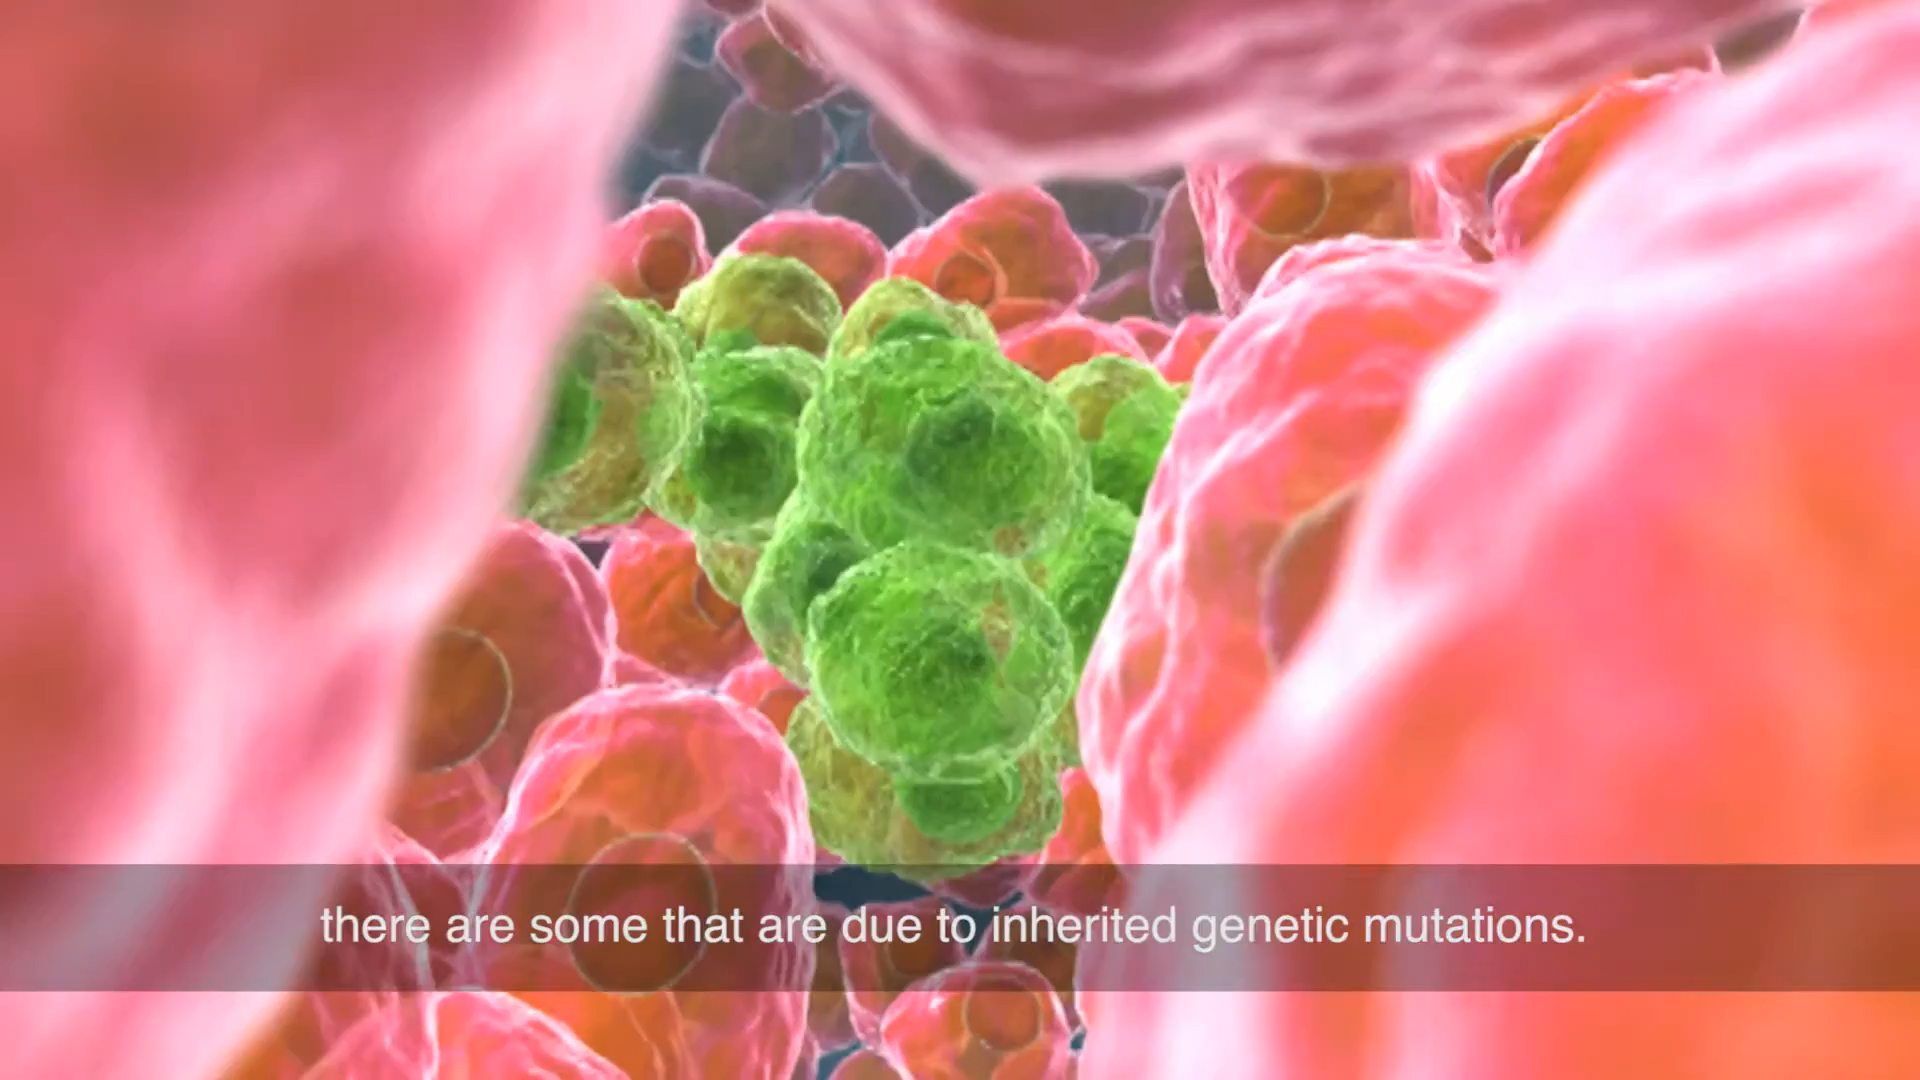 there are some that are due to inherited genetic mutations.